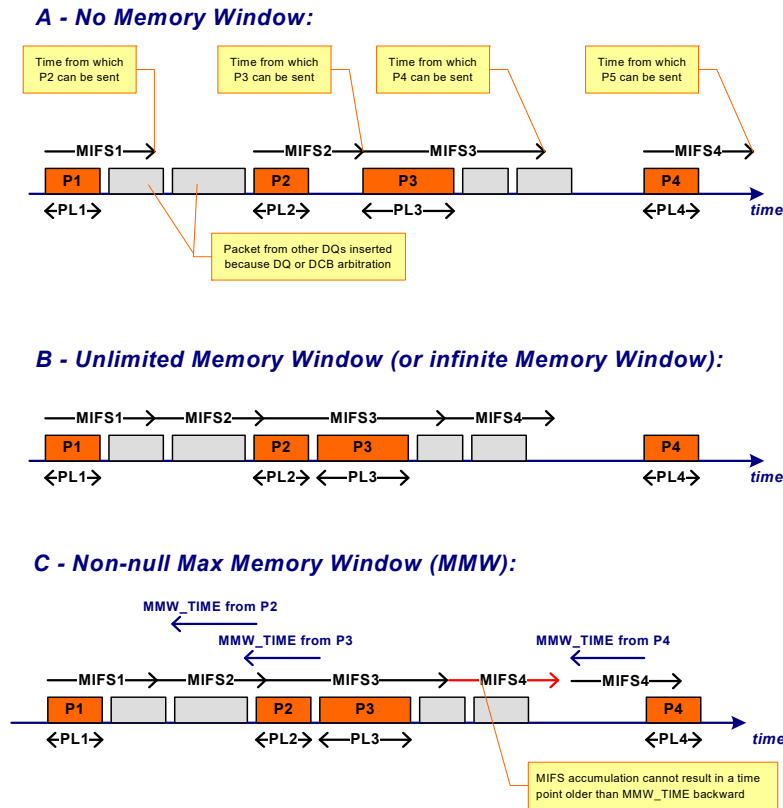 A - No Memory Window:
Time from which
P2 can be sent
Time from which
P3 can be sent
Time from which
P4 can be sent
Time from which
P5 can be sent
MIFS1
MIFS2
MIFS3
MIFS4
P1
P2
P3
P4
PL1
PL2
PL3
PL4
time
Packet from other DQs inserted
because DQ or DCB arbitration
B - Unlimited Memory Window (or infinite Memory Window):
MIFS1
MIFS2
MIFS3
MIFS4
P1
P2
P3
P4
PL1
PL2
PL3
PL4
time
C - Non-null Max Memory Window (MMW):
MMW_TIME from P2
MMW_TIME from P3
MMW_TIME from P4
MIFS1
MIFS2
MIFS3
MIFS4
MIFS4
P1
P2
P3
P4
PL1
PL2
PL3
PL4
time
MIFS accumulation cannot result in a time
point older than MMW_TIME backward